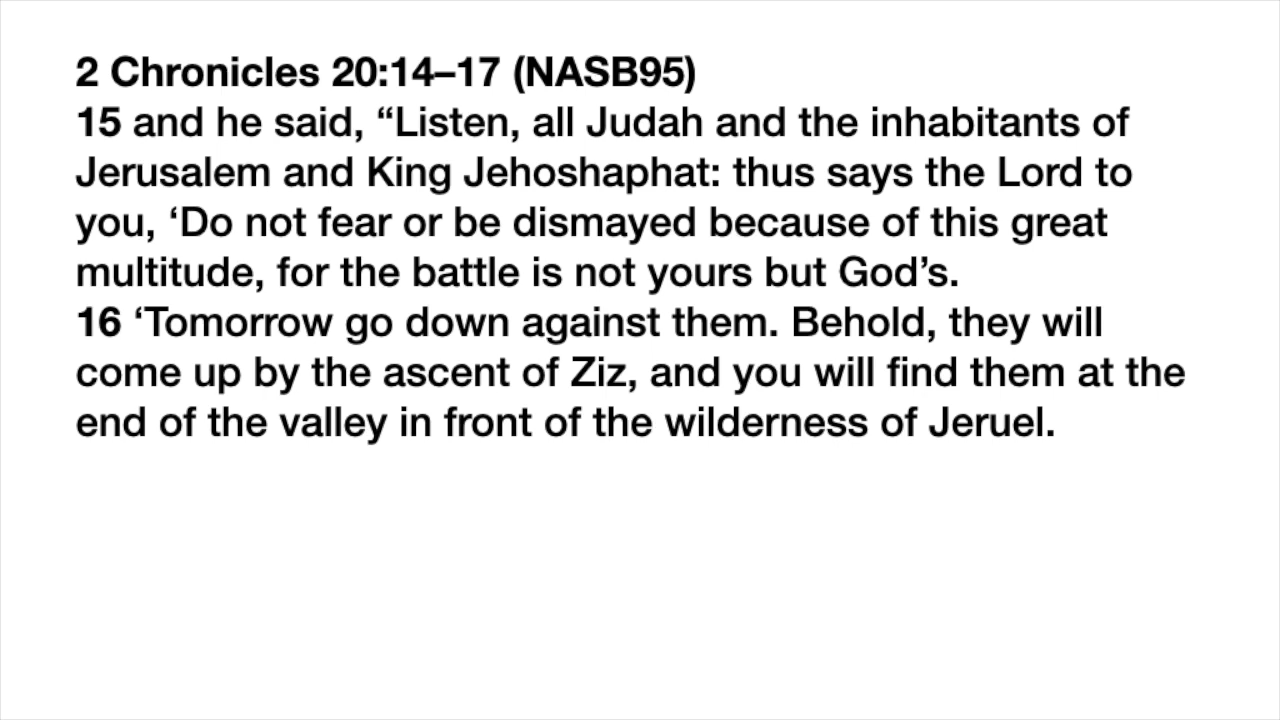 2 Chronicles 20:14–17 (NASB95)
15 and he said, “Listen, all Judah and the inhabitants of
Jerusalem and King Jehoshaphat: thus says the Lord to
you, ‘Do not fear or be dismayed because of this great
multitude, for the battle is not yours but God’s.
16 ‘Tomorrow go down against them. Behold, they will
come up by the ascent of Ziz, and you will find them at the
end of the valley in front of the wilderness of Jeruel.